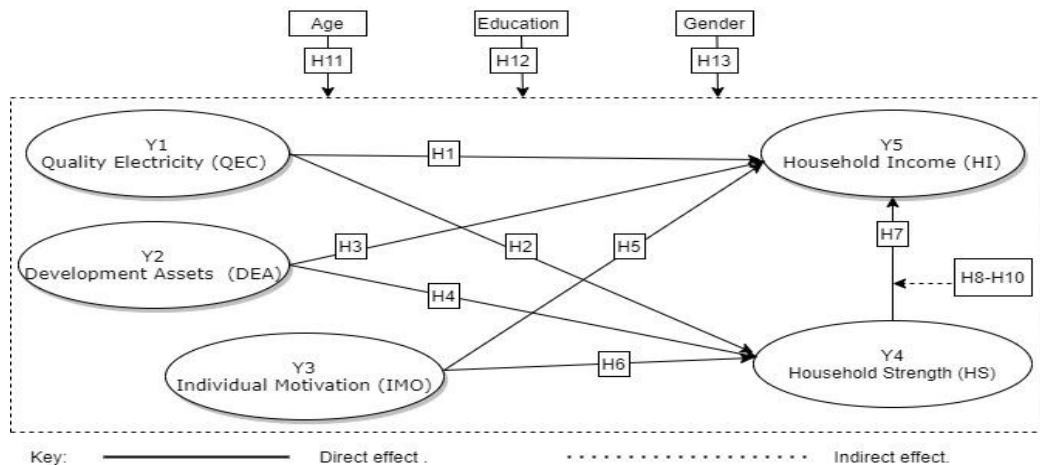 Age
Education
Gender
H11
H12
H13
Y1
Quality Electricity (QEC)
H1
Y5
Household Income (HI)
Y2
Development Assets (DEA)
H3
H2
H5
H7
H4
H8-H10
Y3
Individual Motivation (IMO)
H6
Y4
Household Strength (HS)
Key:
Direct effect .
Indirect effect.